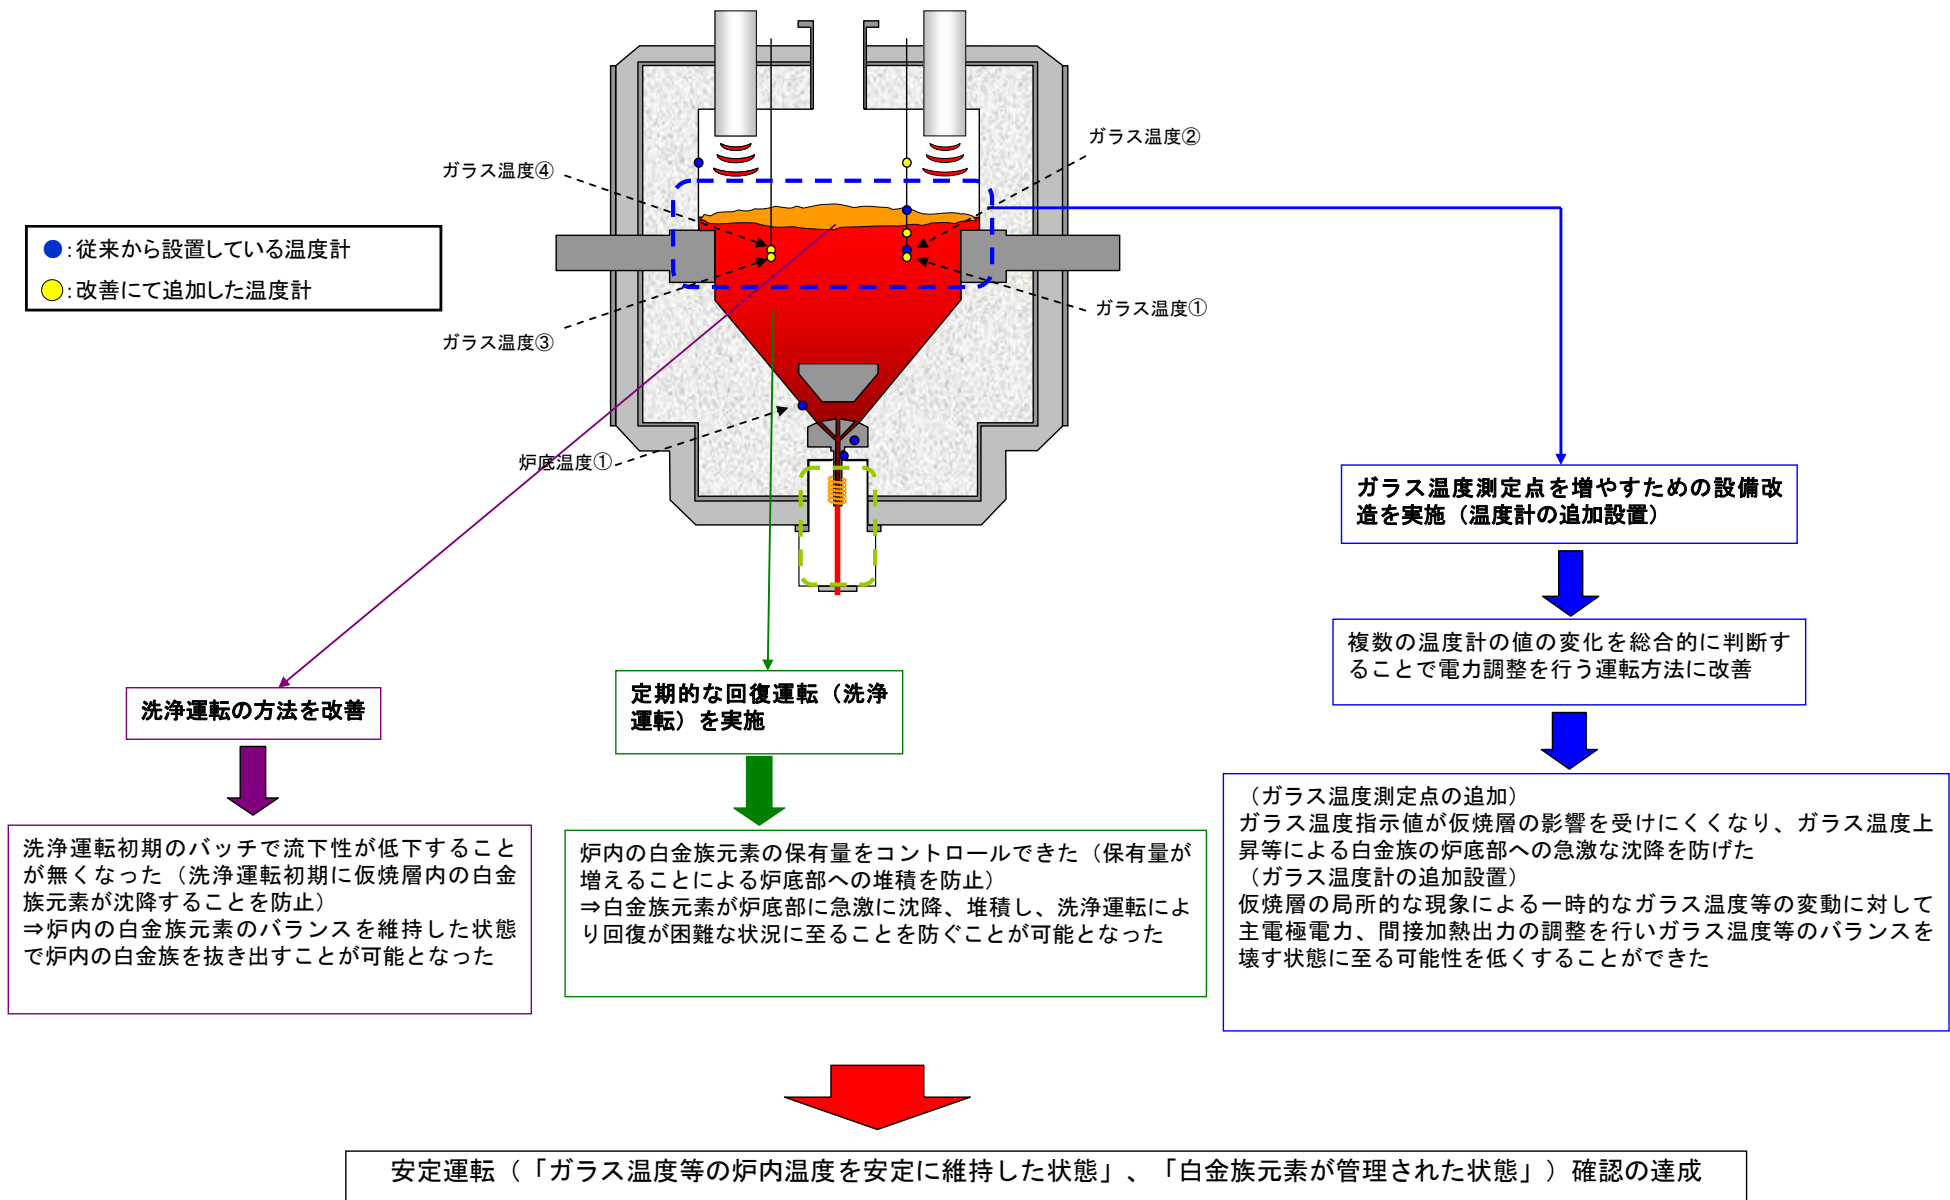 ガラス温度②
ガラス温度④
●：従来から設置している温度計
○：改善にて追加した温度計
ガラス温度①
ガラス温度③
炉底温度①
ガラス温度測定点を増やすための設備改
造を実施（温度計の追加設置）
複数の温度計の値の変化を総合的に判断す
ることで電力調整を行う運転方法に改善
洗浄運転の方法を改善
定期的な回復運転（洗浄
運転）を実施
洗浄運転初期のバッチで流下性が低下すること
が無くなった（洗浄運転初期に仮焼層内の白金
族元素が沈降することを防止）
⇒炉内の白金族元素のバランスを維持した状態
で炉内の白金族を抜き出すことが可能となった
炉内の白金族元素の保有量をコントロールできた（保有量が
増えることによる炉底部への堆積を防止）
⇒白金族元素が炉底部に急激に沈降、堆積し、洗浄運転によ
り回復が困難な状況に至ることを防ぐことが可能となった
（ガラス温度測定点の追加）
ガラス温度指示値が仮焼層の影響を受けにくくなり、ガラス温度上
昇等による白金族の炉底部への急激な沈降を防げた
（ガラス温度計の追加設置）
仮焼層の局所的な現象による一時的なガラス温度等の変動に対して
主電極電力、間接加熱出力の調整を行いガラス温度等のバランスを
壊す状態に至る可能性を低くすることができた
安定運転（「ガラス温度等の炉内温度を安定に維持した状態」、「白金族元素が管理された状態」）確認の達成